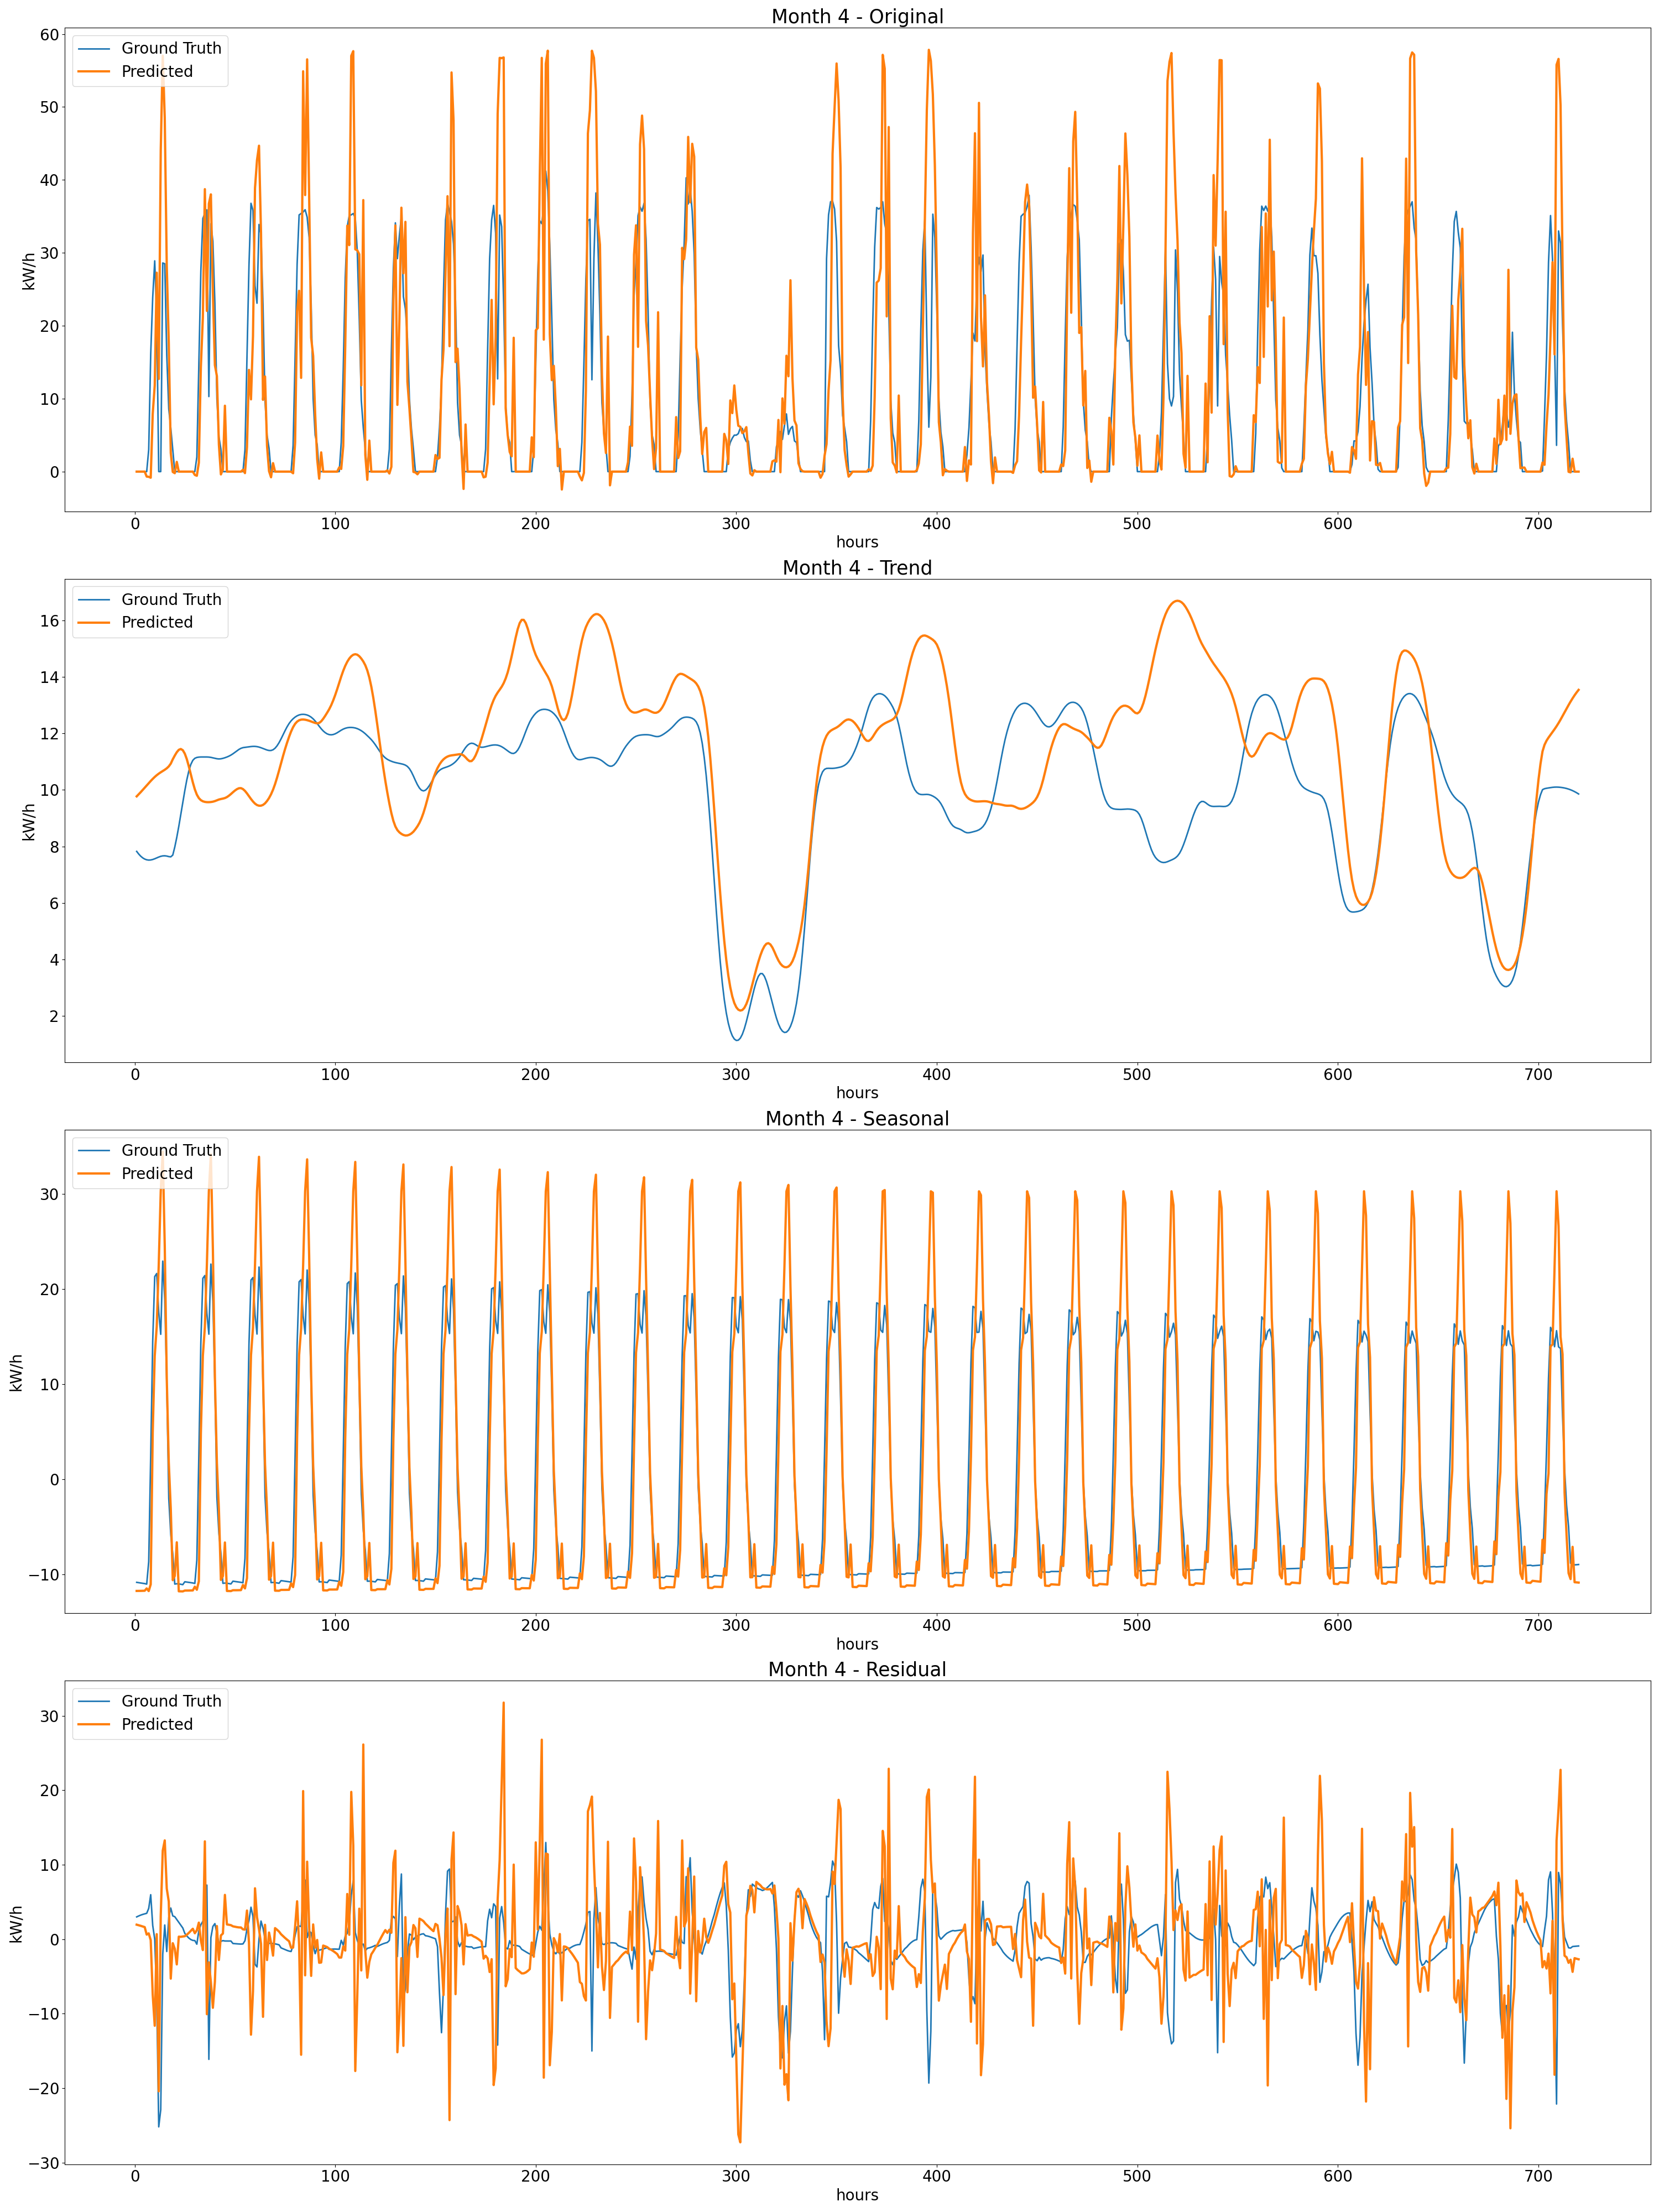 Month 4 - Original
Ground Truth
Predicted
kW/h
60
50
40
30
20
10
0
0 100 200 300 400 500 600 700
hours
Month 4 - Trend
Ground Truth
Predicted
kW/h
16
14
12
10
8
6
4
2
0 100 200 300 400 500 600 700
hours
Month 4 - Seasonal
Ground Truth
Predicted
kW/h
30
20
10
0
−10
0 100 200 300 400 500 600 700
hours
Month 4 - Residual
Ground Truth
Predicted
kW/h
30
20
10
0
−10
−20
−30
0 100 200 300 400 500 600 700
hours